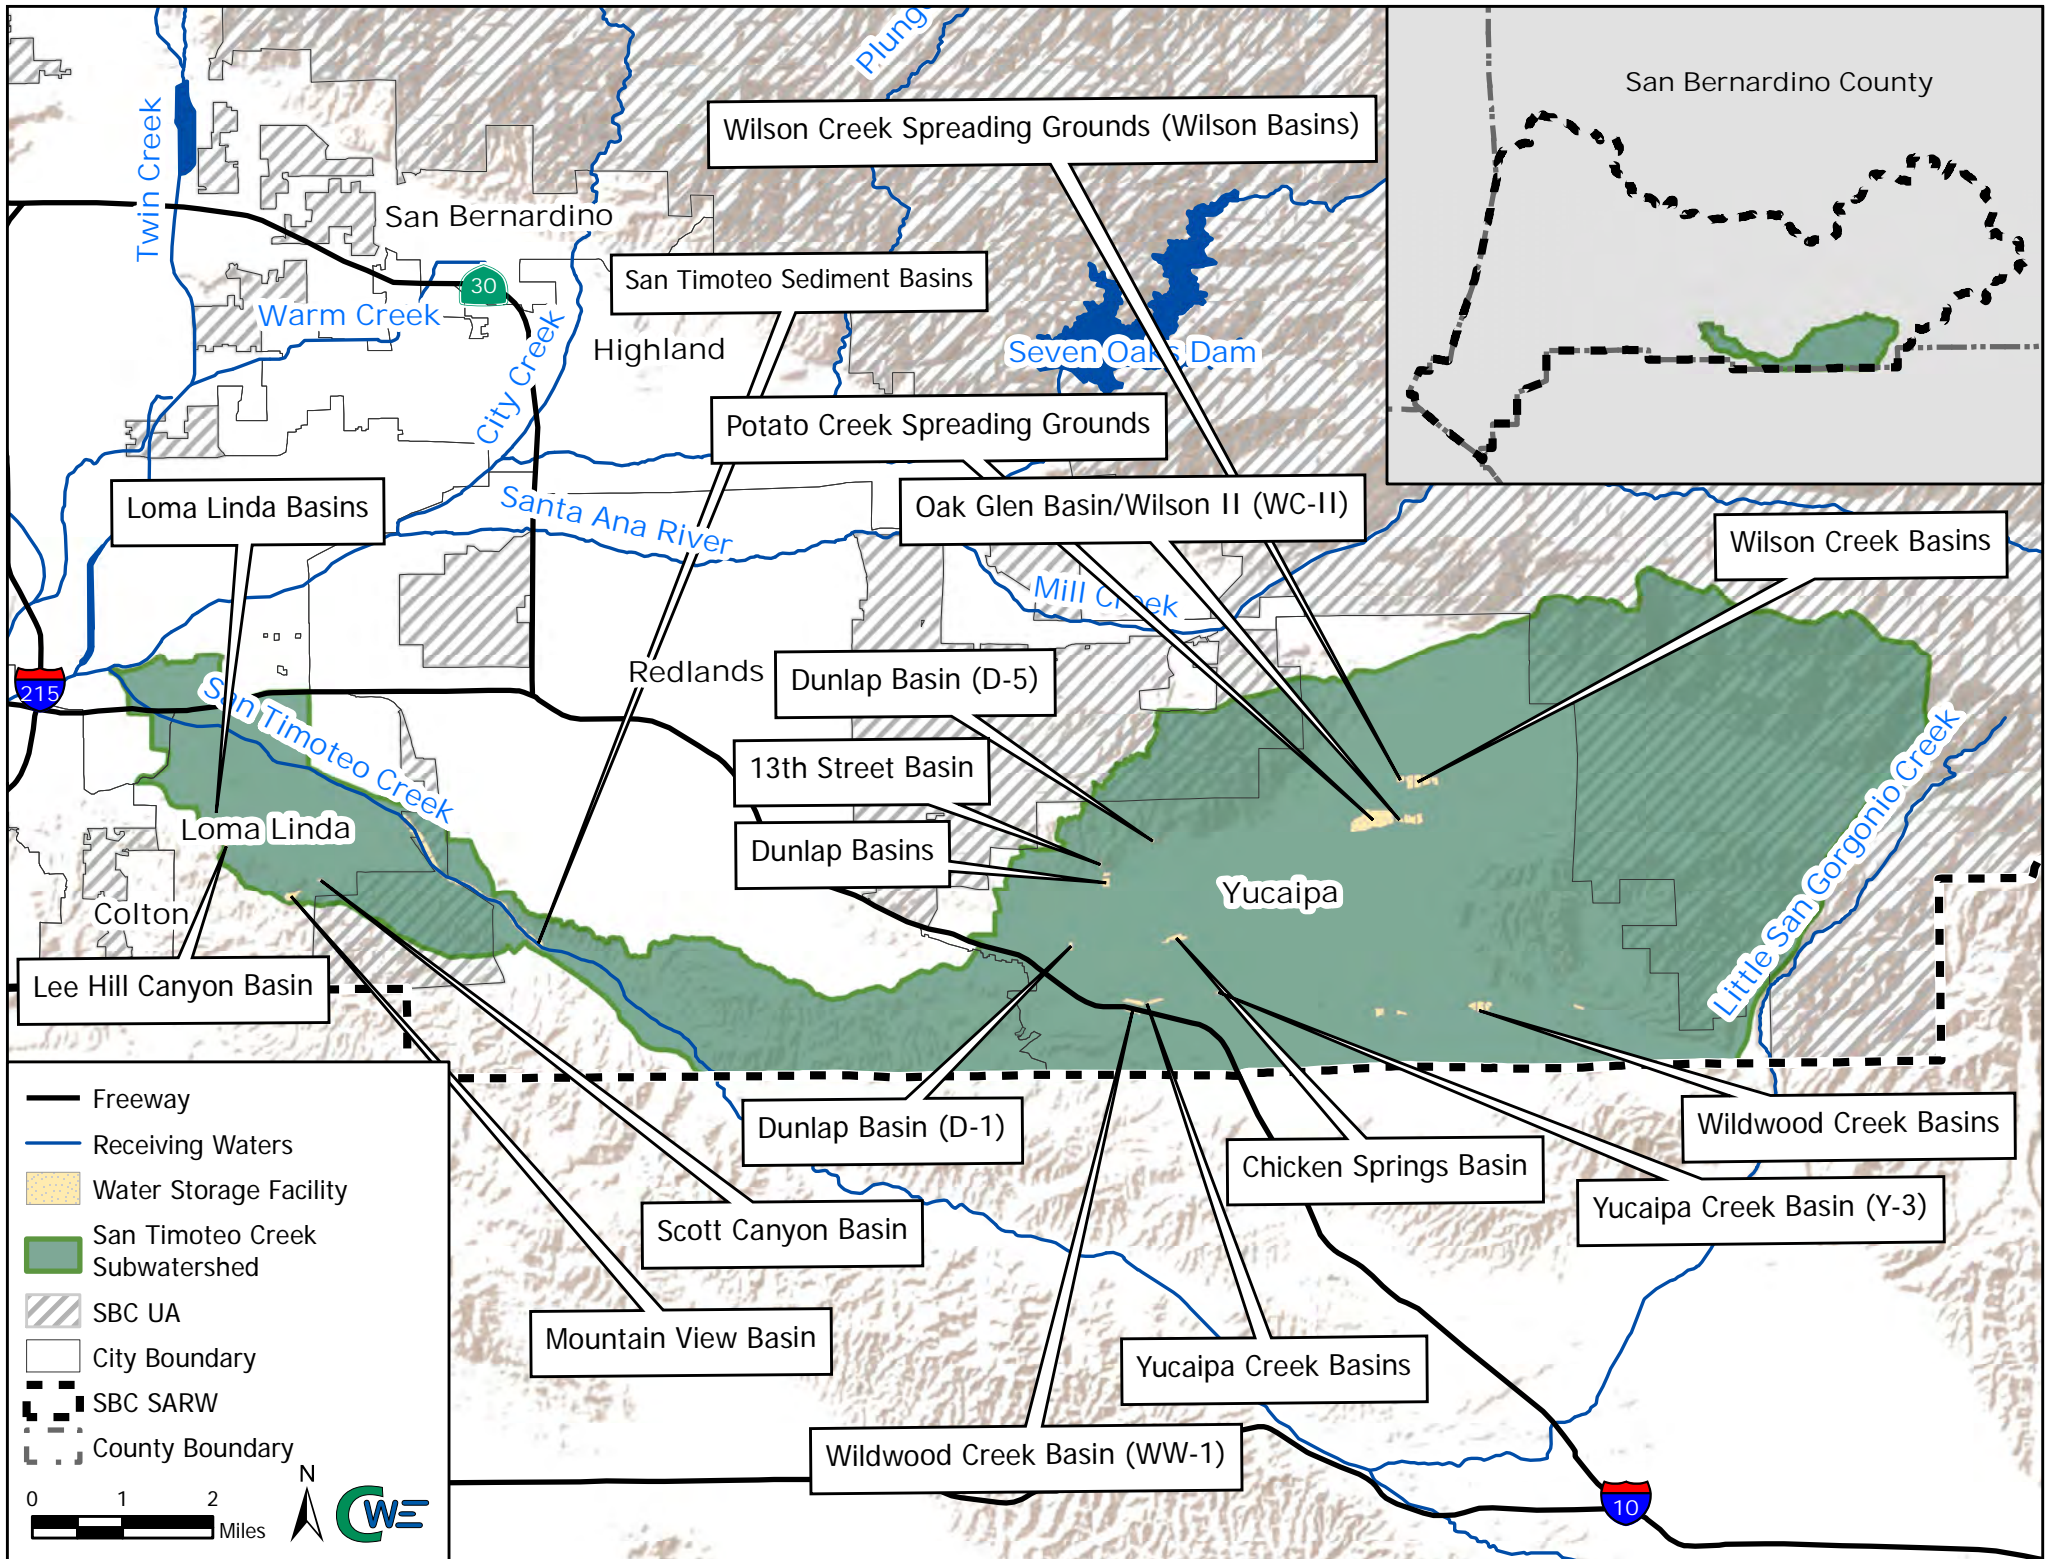 Plung
San Bernardino County
Wilson Creek Spreading Grounds (Wilson Basins)
Twin Creek
San Bernardino
San Timoteo Sediment Basins
30
Warm Creek
City Creek
Highland
Seven Oaks Dam
Potato Creek Spreading Grounds
Loma Linda Basins
Santa Ana River
Oak Glen Basin/Wilson II (WC-II)
Wilson Creek Basins
Mill Creek
Redlands
Dunlap Basin (D-5)
215
San Timoteo Creek
13th Street Basin
Loma Linda
Dunlap Basins
Yucaipa
Little San Gorgonio Creek
Colton
Lee Hill Canyon Basin
Freeway
Receiving Waters
Water Storage Facility
San Timoteo Creek
Subwatershed
SBC UA
City Boundary
SBC SARW
County Boundary
N
0 1 2
Miles
CWE
Dunlap Basin (D-1)
Wildwood Creek Basins
Chicken Springs Basin
Yucaipa Creek Basin (Y-3)
Scott Canyon Basin
Mountain View Basin
Yucaipa Creek Basins
Wildwood Creek Basin (WW-1)
10